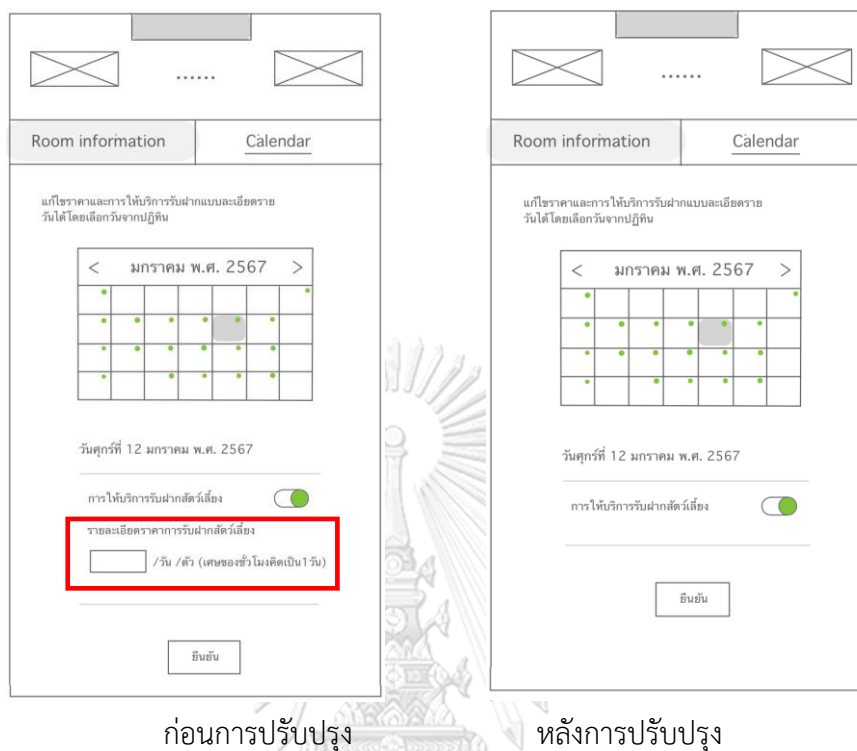 ......
Room information
Calendar
แก้ไขราคาและการให้บริการรับฝากแบบละเอียดราย
วันได้โดยเลือกวันจากปฏิทิน
< มกราคม พ.ศ. 2567 >
วันศุกร์ที่ 12 มกราคม พ.ศ. 2567
การให้บริการรับฝากสัตว์เลี้ยง
รายละเอียดราคาการรับฝากสัตว์เลี้ยง
/วัน /ตัว (เศษของชั่วโมงคิดเป็น1วัน)
ยืนยัน
ก่อนการปรับปรุง
......
Room information
Calendar
แก้ไขราคาและการให้บริการรับฝากแบบละเอียดราย
วันได้โดยเลือกวันจากปฏิทิน
< มกราคม พ.ศ. 2567 >
วันศุกร์ที่ 12 มกราคม พ.ศ. 2567
การให้บริการรับฝากสัตว์เลี้ยง
ยืนยัน
หลังการปรับปรุง